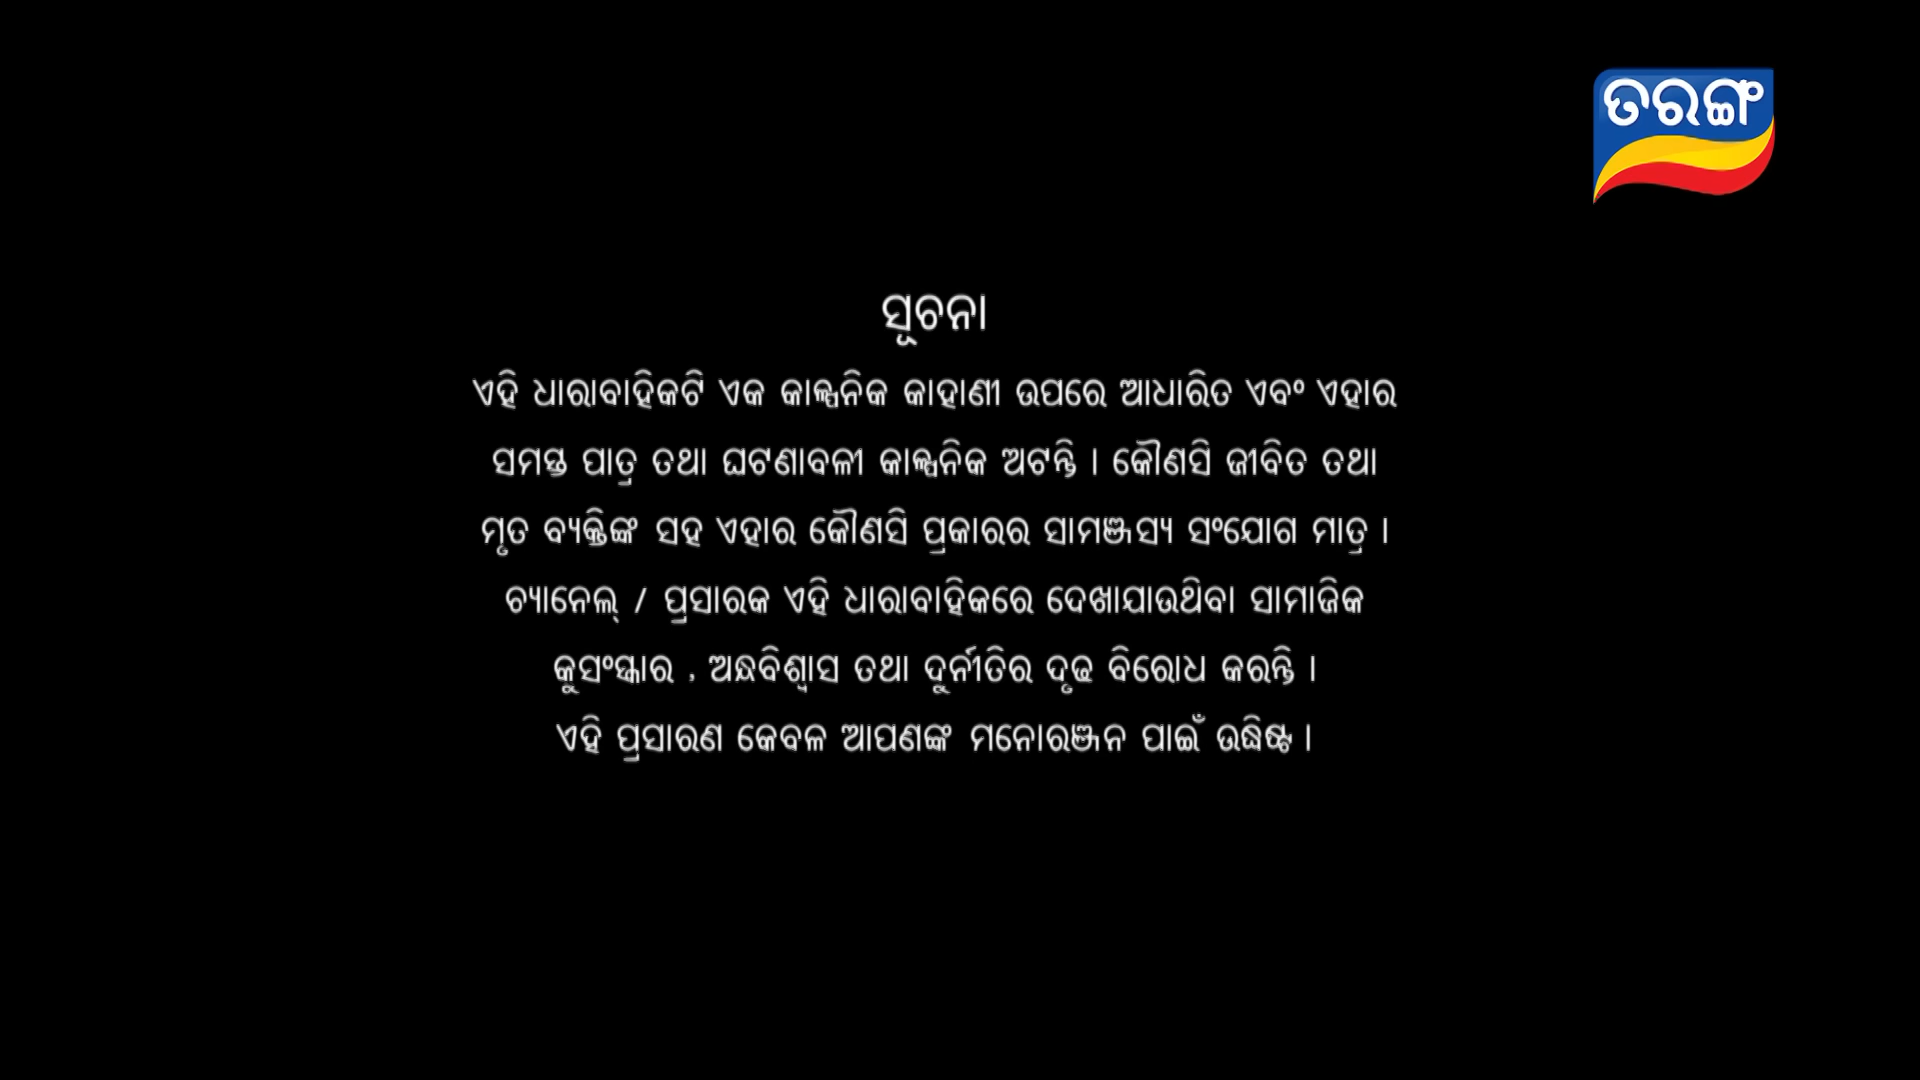 ତରଙ୍ଗ
ସୂଚନା
ଏହି ଧାରାବାହିକଟି ଏକ କାଳ୍ପନିକ କାହାଣୀ ଉପରେ ଆଧାରିତ ଏବଂ ଏହାର
ସମସ୍ତ ପାତ୍ର ତଥା ଘଟଣାବଳୀ କାଳ୍ପନିକ ଅଟନ୍ତି । କୌଣସି ଜୀବିତ ତଥା
ମୃତ ବ୍ୟକ୍ତିଙ୍କ ସହ ଏହାର କୌଣସି ପ୍ରକାରର ସାମଞ୍ଜସ୍ୟ ସଂଯୋଗ ମାତ୍ର ।
ଚ୍ୟାନେଲ୍ / ପ୍ରସାରକ ଏହି ଧାରାବାହିକରେ ଦେଖାଯାଉଥିବା ସାମାଜିକ
କୁସଂସ୍କାର , ଅନ୍ଧବିଶ୍ୱାସ ତଥା ଦୁର୍ନୀତିର ଦୃଢ ବିରୋଧ କରନ୍ତି ।
ଏହି ପ୍ରସାରଣ କେବଳ ଆପଣଙ୍କ ମନୋରଞ୍ଜନ ପାଇଁ ଉଦ୍ଧିଷ୍ଟ ।